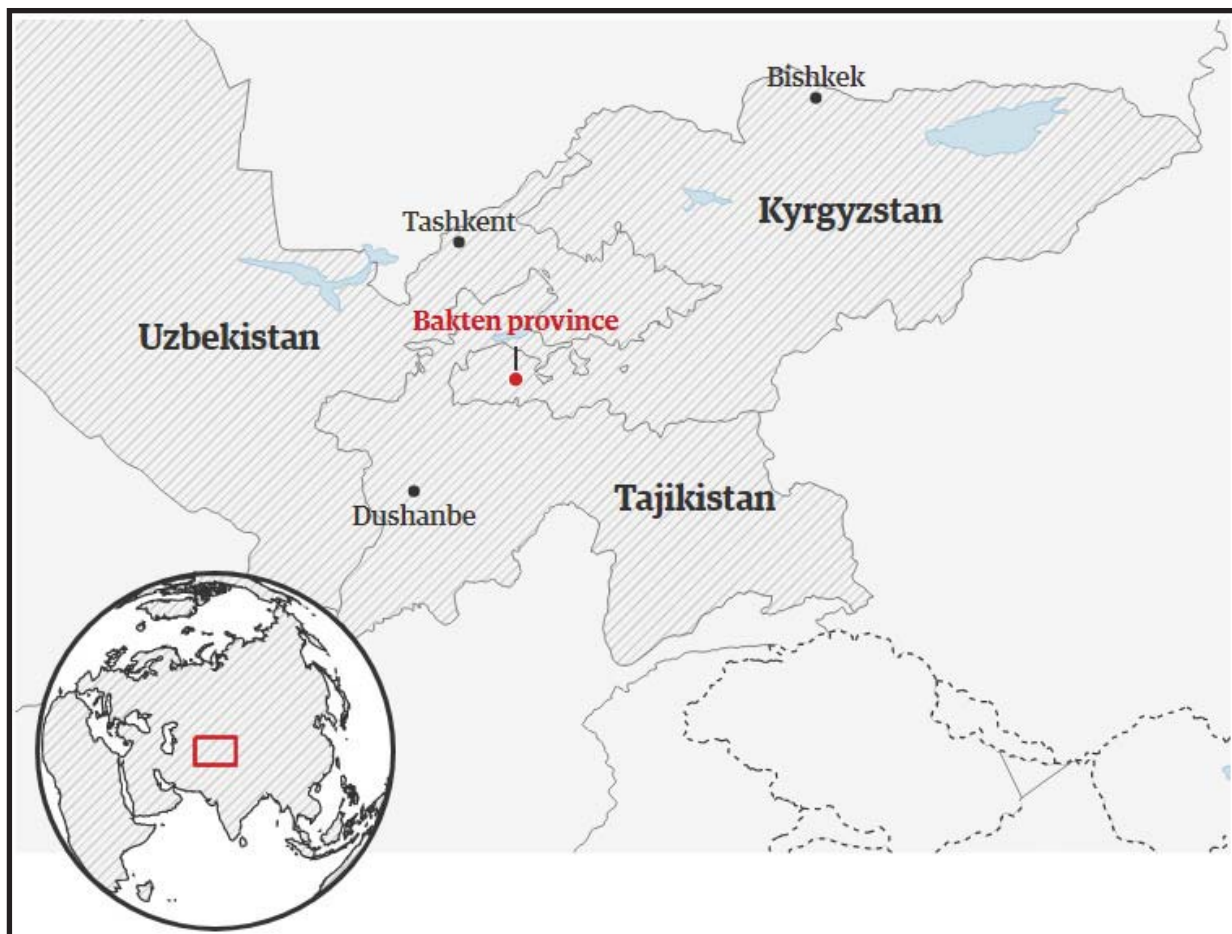 Bishkek
Kyrgyzstan
Tashkent
Bakten province
Uzbekistan
Tajikistan
Dushanbe